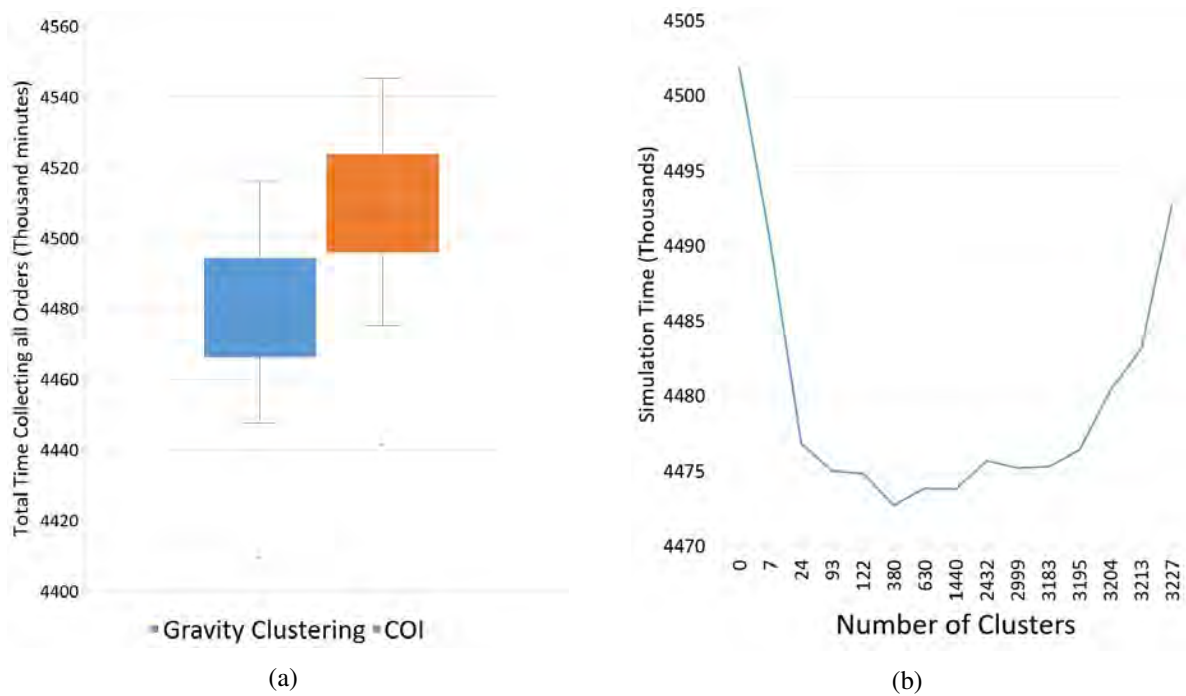 Total Time Collecting all Orders (Thousand minutes)
4560
4540
4520
4500
4480
4460
4440
4420
4400
Gravity Clustering COI
(a)
Simulation Time (Thousands)
4505
4500
4495
4490
4485
4480
4475
4470
0 7 24 93 122 380 630 1440 2432 2999 3183 3195 3204 3213 3227
Number of Clusters
(b)